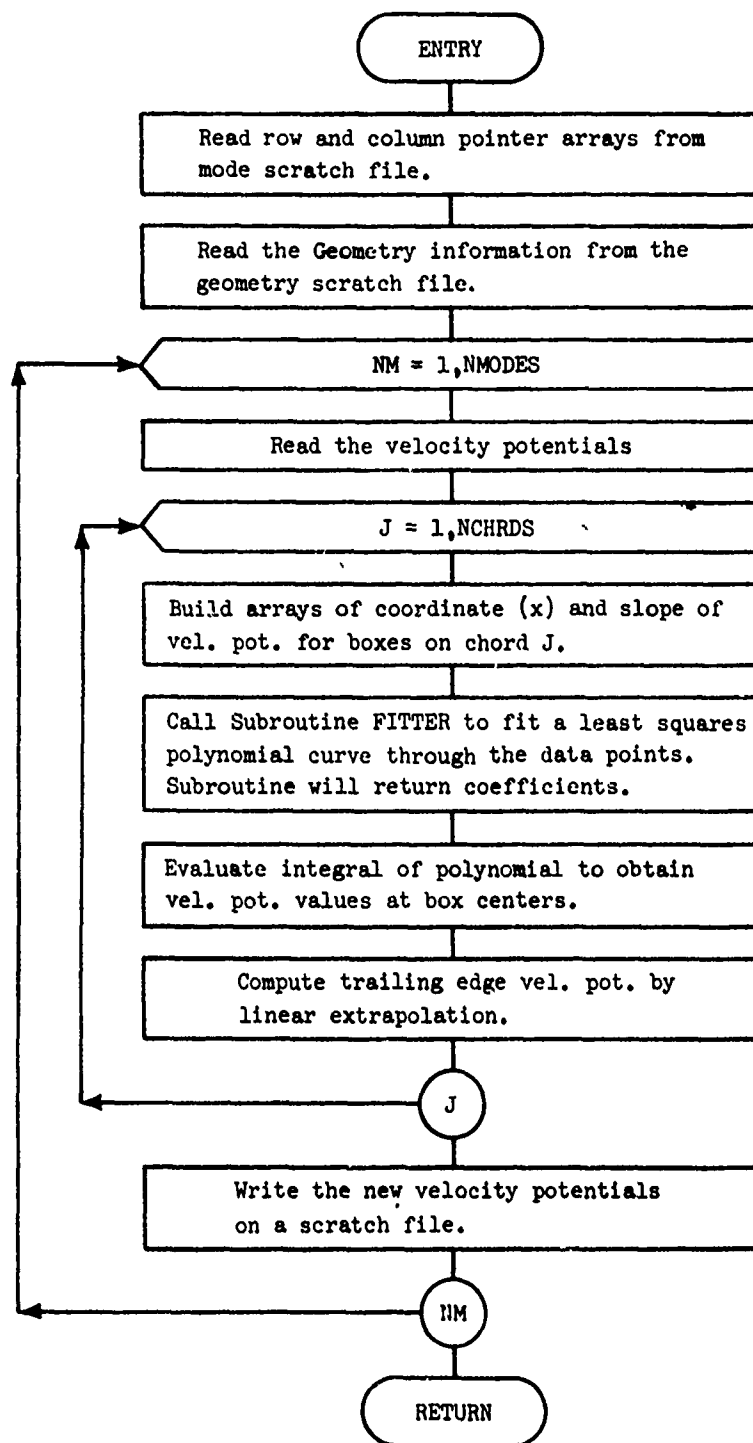 ENTRY
Read row and column pointer arrays from
mode scratch file.
Read the Geometry information from the
geometry scratch file.
NM = 1,NMODES
Read the velocity potentials
J = 1,NCHRDS
Build arrays of coordinate (x) and slope of
vel. pot. for boxes on chord J.
Call Subroutine FITTER to fit a least squares
polynomial curve through the data points.
Subroutine will return coefficients.
Evaluate integral of polynomial to obtain
vel. pot. values at box centers.
Compute trailing edge vel. pot. by
linear extrapolation.
J
Write the new velocity potentials
on a scratch file.
NM
RETURN